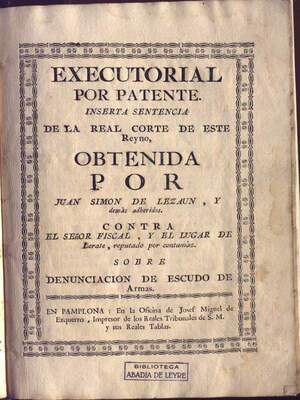 EXECUTORIAL
POR PATENTE.
INSERTA SENTENCIA
DE LA REAL CORTE DE ESTE
Reyno,
OBTENIDA
POR
JUAN SIMON DE LEZAUN, Y
demàs adheridos.
CONTRA
EL SEÑOR FISCAL, Y EL LUGAR DE
Lerate, reputado por contumàs.
SOBRE
DENUNCIACION DE ESCUDO DE
Armas.
EN PAMPLONA: En la Oficina de Josef Miguel de
Ezquerro, Impresor de los Reales Tribunales de S. M.
y sus Reales Tablas.
BIBLIOTECA
ABADIA DE LEYRE